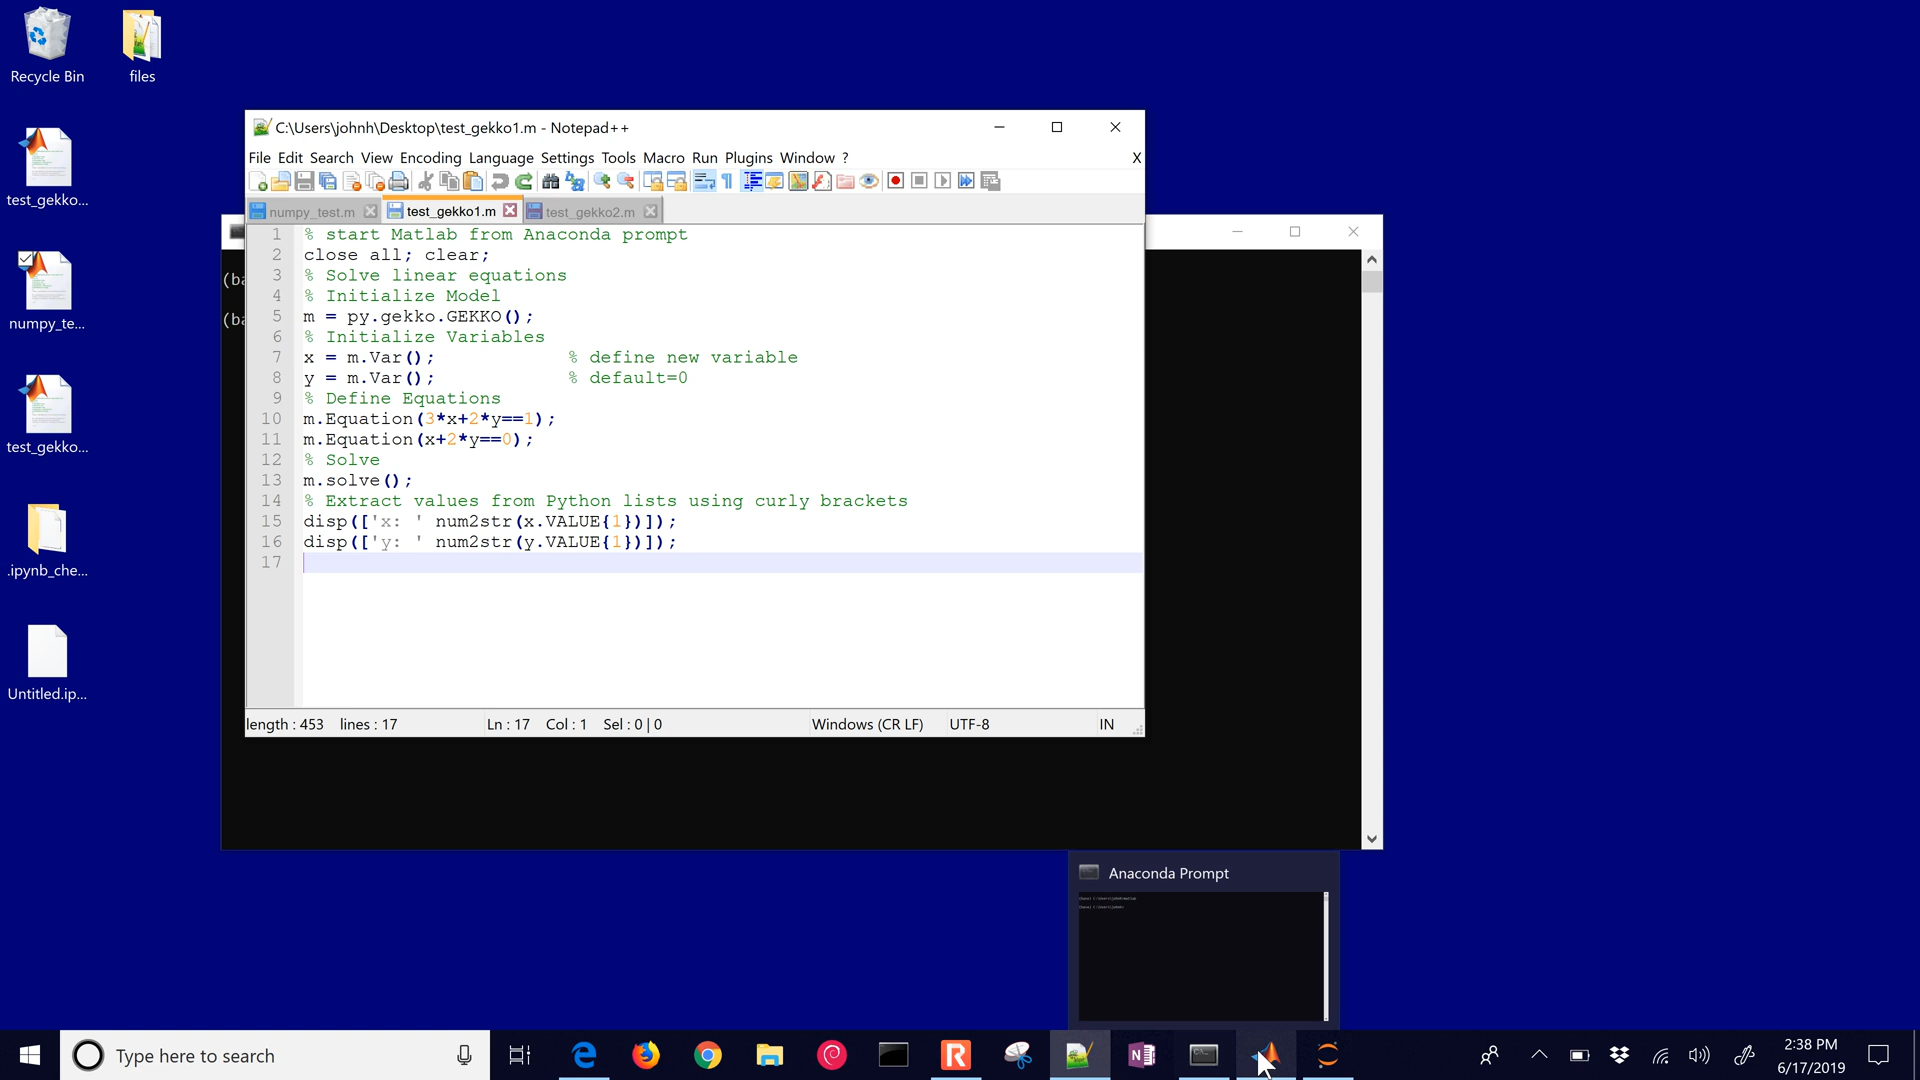 Recycle Bin
files
test_gekko...
numpy_te...
test_gekko...
.ipynb_che...
Untitled.ip...
C:\Users\johnh\Desktop\test_gekko1.m - Notepad++
File Edit Search View Encoding Language Settings Tools Macro Run Plugins Window ? X
numpy_test.m test_gekko1.m test_gekko2.m
1 % start Matlab from Anaconda prompt
2 close all; clear;
3 % Solve linear equations
4 % Initialize Model
5 m = py.gekko.GEKKO();
6 % Initialize Variables
7 x = m.Var(); % define new variable
8 y = m.Var(); % default=0
9 % Define Equations
10 m.Equation(3*x+2*y==1);
11 m.Equation(x+2*y==0);
12 % Solve
13 m.solve();
14 % Extract values from Python lists using curly brackets
15 disp(['x: ' num2str(x.VALUE{1})]);
16 disp(['y: ' num2str(y.VALUE{1})]);
17
length : 453 lines : 17 Ln : 17 Col : 1 Sel : 0 | 0 Windows (CR LF) UTF-8 IN
(ba
(ba
Anaconda Prompt
Type here to search
2:38 PM
6/17/2019